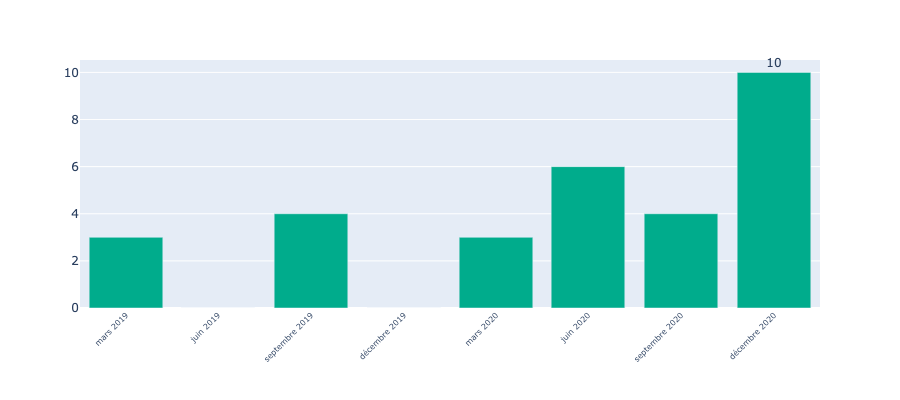 10
10
8
6
4
2
0
mars 2019
juin 2019
septembre 2019
décembre 2019
mars 2020
juin 2020
septembre 2020
décembre 2020